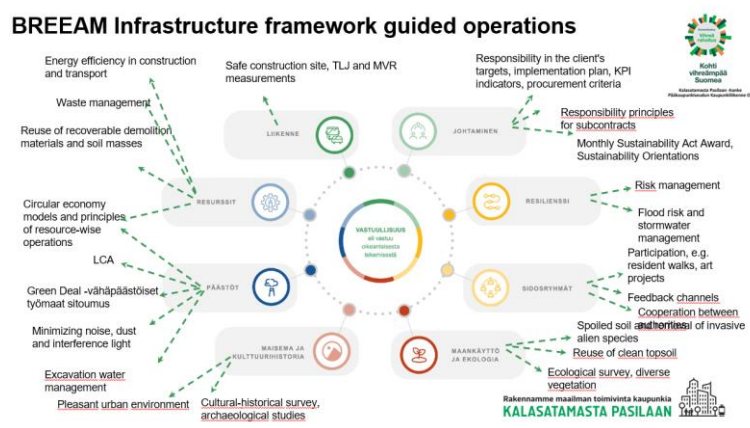 BREEAM Infrastructure framework guided operations
Kohti
vihreämpää
Suomea
Energy efficiency in construction
and transport
Waste management
Reuse of recoverable demolition
materials and soil masses
Circular economy
models and principles
of resource-wise
operations
LCA
Green Deal -vähäpäästöiset
työmaat sitoumus
Minimizing noise, dust
and interference light
Excavation water
management
Pleasant urban environment
Cultural-historical survey,
archaeological studies
Safe construction site, TLJ and MVR
measurements
Responsibility in the client's
targets, implementation plan, KPI
indicators, procurement criteria
Responsibility principles
for subcontracts
Monthly Sustainability Act Award,
Sustainability Orientations
Risk management
Flood risk and
stormwater
management
Participation, e.g.
resident walks, art
projects
Feedback channels
Cooperation between
authorities
Spoiled soil and removal of invasive
alien species
Reuse of clean topsoil
Ecological survey, diverse
vegetation
LIIKENNE
JOHTAMINEN
RESURSSIT
RESILIENSSI
PÄÄSTÖT
SIDOSRYHMÄT
MAISEMA JA
KULTTUURIHISTORIA
MAANKÄYTTÖ
JA EKOLOGIA
VASTUULLISUUS
eli vastuu
oikeanlaisesta
tekemisestä
Rakennamme maailman toimivinta kaupunkia
KALASATAMASTA PASILAAN